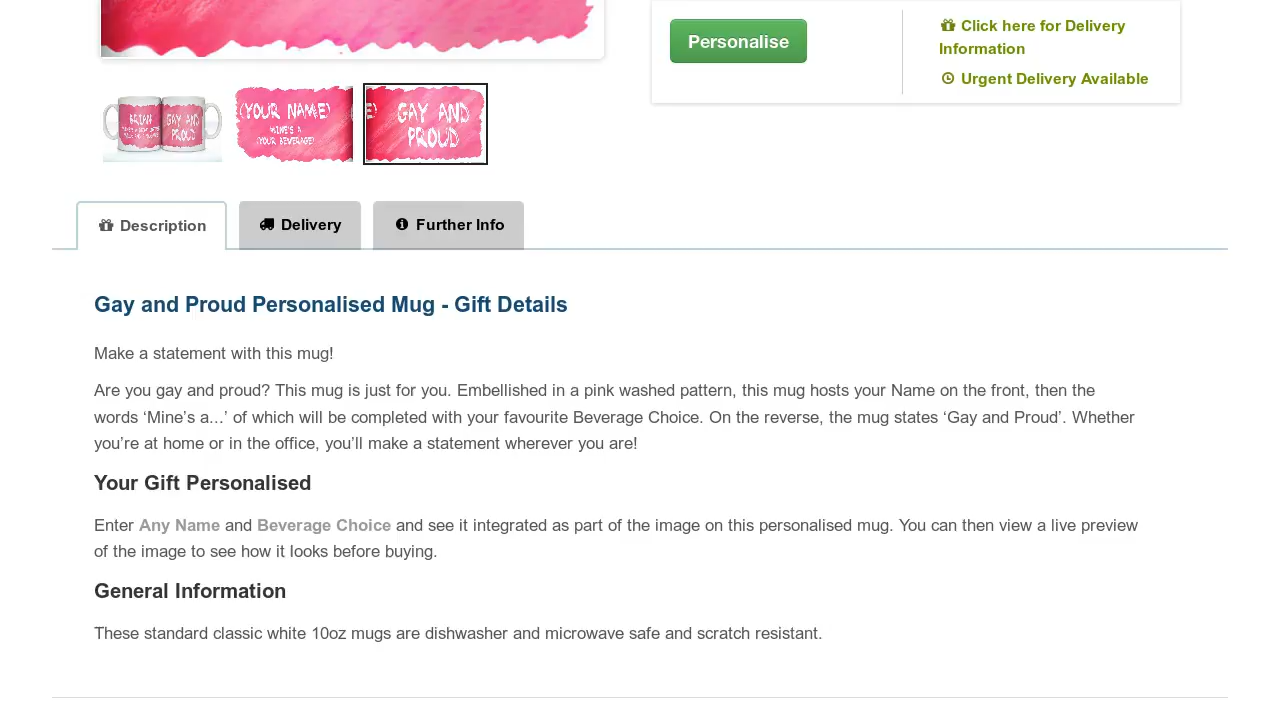 Personalise
Click here for Delivery
Information
Urgent Delivery Available
BRIAN
GAY AND
PROUD
(YOUR NAME)
MINE'S A
(YOUR BEVERAGE)
E)
GAY AND
PROUD
Description
Delivery
Further Info
Gay and Proud Personalised Mug - Gift Details
Make a statement with this mug!
Are you gay and proud? This mug is just for you. Embellished in a pink washed pattern, this mug hosts your Name on the front, then the
words ‘Mine’s a...’ of which will be completed with your favourite Beverage Choice. On the reverse, the mug states ‘Gay and Proud’. Whether
you’re at home or in the office, you’ll make a statement wherever you are!
Your Gift Personalised
Enter Any Name and Beverage Choice and see it integrated as part of the image on this personalised mug. You can then view a live preview
of the image to see how it looks before buying.
General Information
These standard classic white 10oz mugs are dishwasher and microwave safe and scratch resistant.